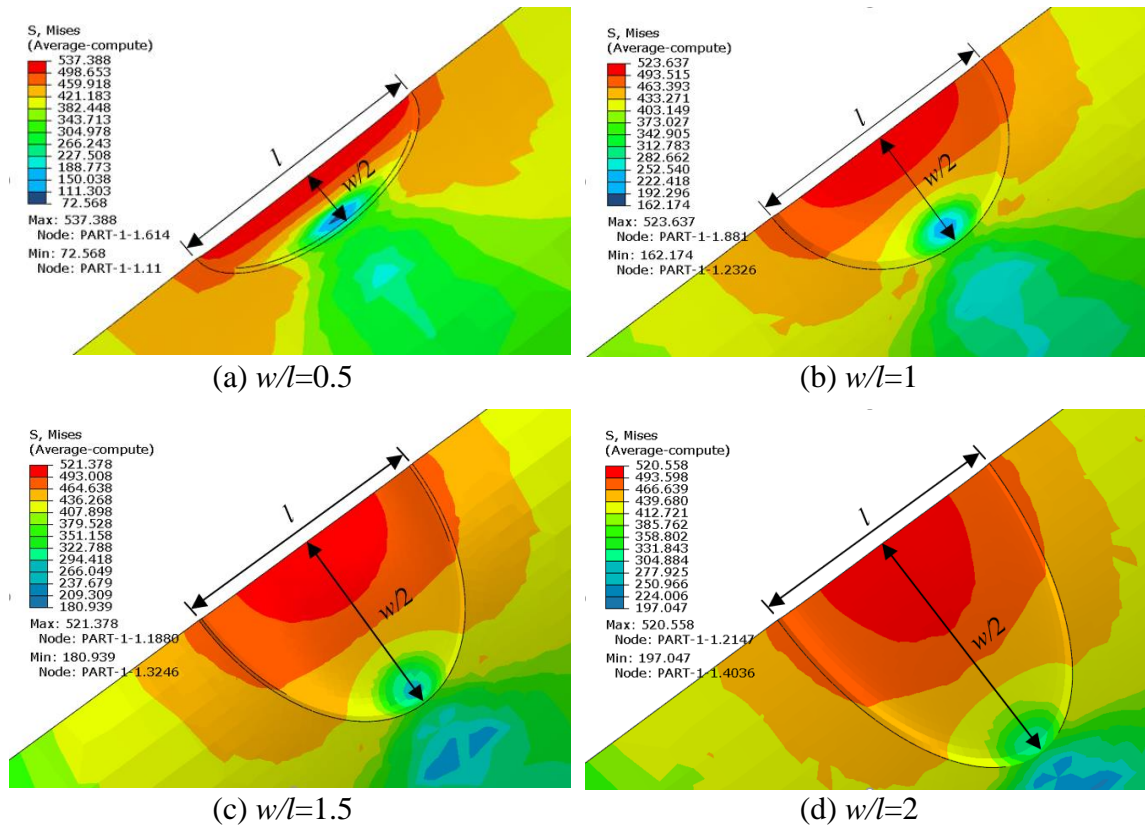 S, Mises
(Average-compute)
537.388
498.653
459.918
421.183
382.448
343.713
304.978
266.243
227.508
188.773
150.038
111.303
72.568
Max: 537.388
Node: PART-1-1.614
Min: 72.568
Node: PART-1-1.11
l
w/2
(a) w/l=0.5
S, Mises
(Average-compute)
523.637
493.515
463.393
433.271
403.149
373.027
342.905
312.783
282.662
252.540
222.418
192.296
162.174
Max: 523.637
Node: PART-1-1.881
Min: 162.174
Node: PART-1-1.2326
l
w/2
(b) w/l=1
S, Mises
(Average-compute)
521.378
493.008
464.638
436.268
407.898
379.528
351.158
322.788
294.418
266.049
237.679
209.309
180.939
Max: 521.378
Node: PART-1-1.1880
Min: 180.939
Node: PART-1-1.3246
l
w/2
(c) w/l=1.5
S, Mises
(Average-compute)
520.558
493.598
466.639
439.680
412.721
385.762
358.802
331.843
304.884
277.925
250.966
224.006
197.047
Max: 520.558
Node: PART-1-1.2147
Min: 197.047
Node: PART-1-1.4036
l
w/2
(d) w/l=2